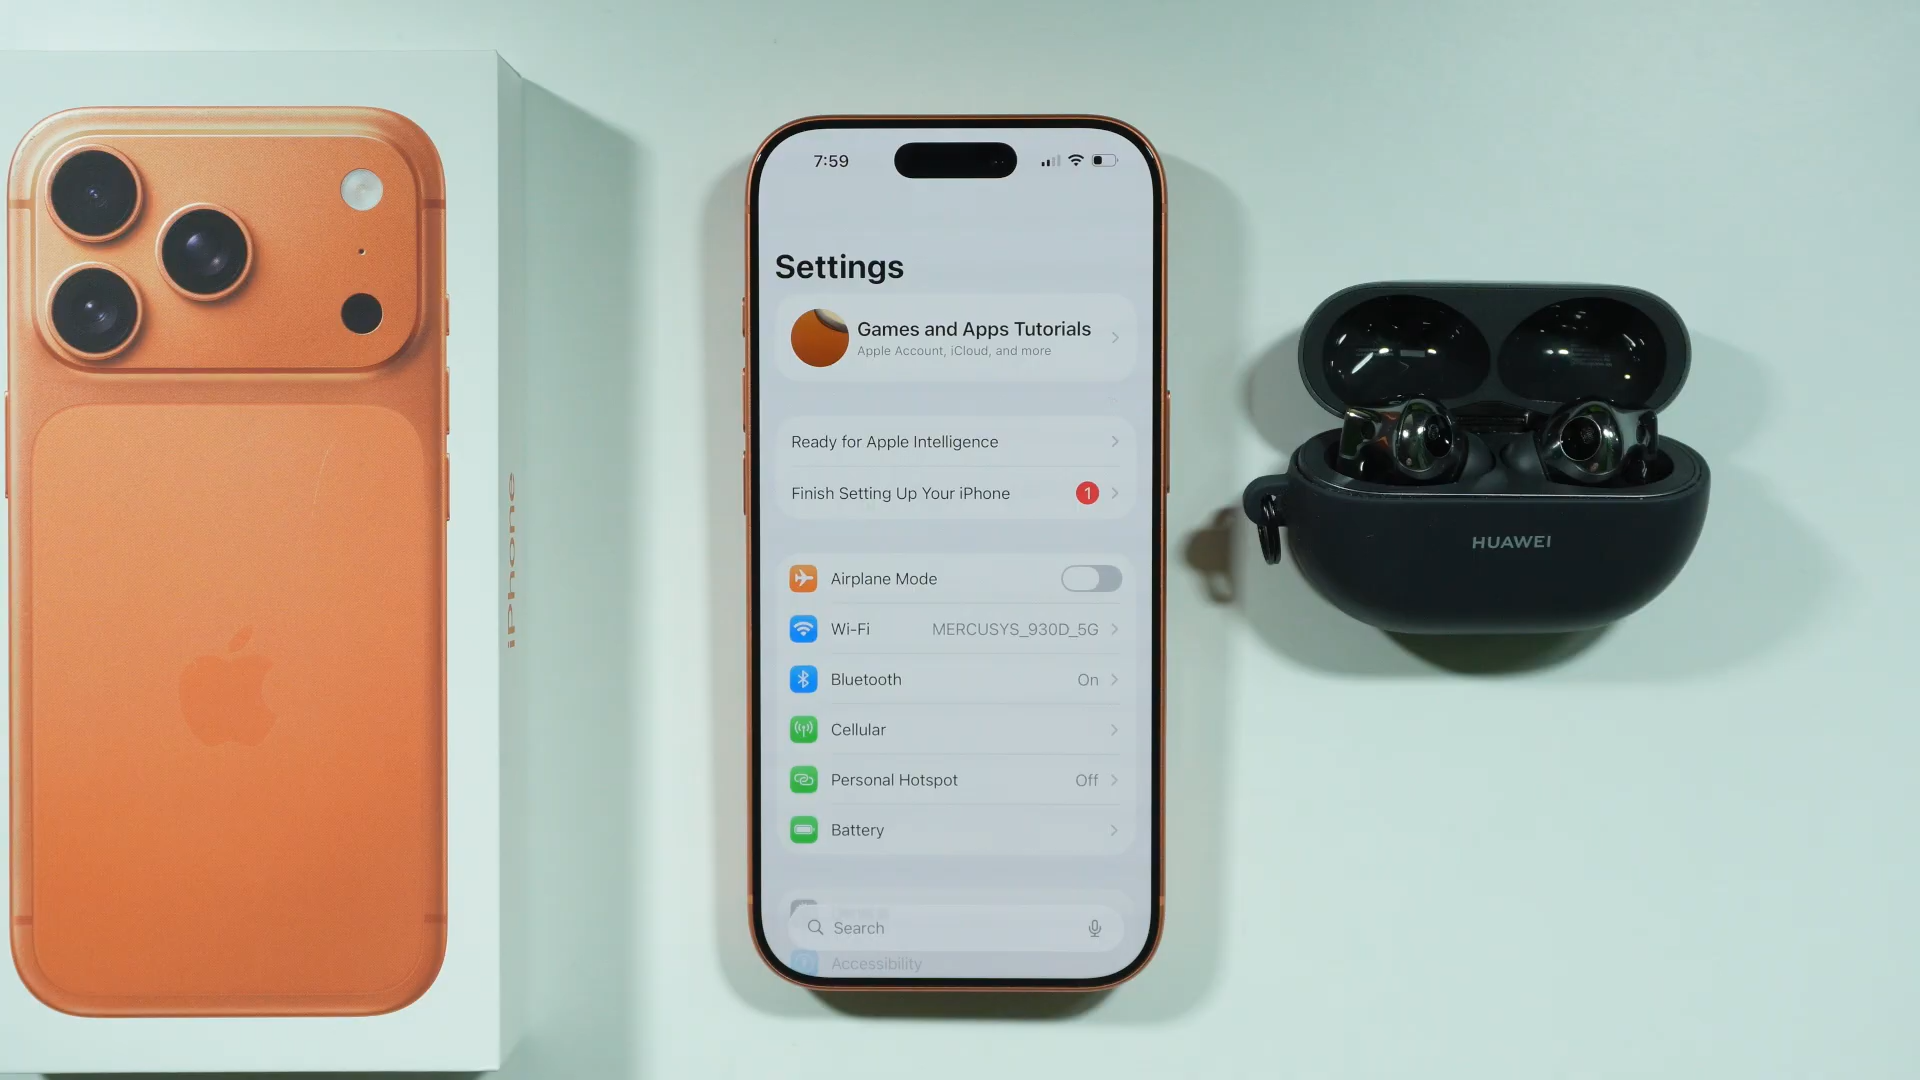 iPhone
7:59
Settings
Games and Apps Tutorials
Apple Account, iCloud, and more
Ready for Apple Intelligence
Finish Setting Up Your iPhone 1
Airplane Mode
Wi-Fi MERCUSYS_930D_5G
Bluetooth On
Cellular
Personal Hotspot Off
Battery
Search
Accessibility
HUAWEI